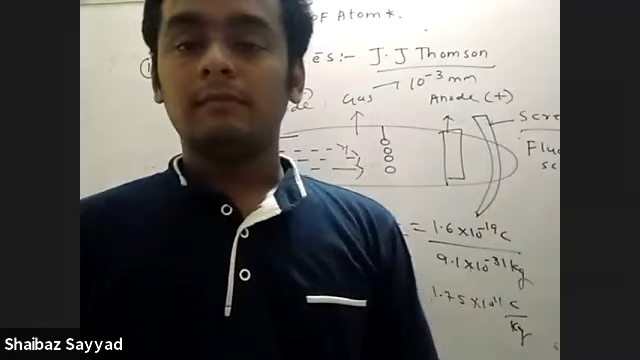 of Atom *.
es :- J.J Thomson
10⁻³ mm
Gas
Anode (+)
= 1.6 × 10⁻¹⁹ C
9.1 × 10⁻³¹ kg
1.75 × 10¹¹ C
kg
Shaibaz Sayyad